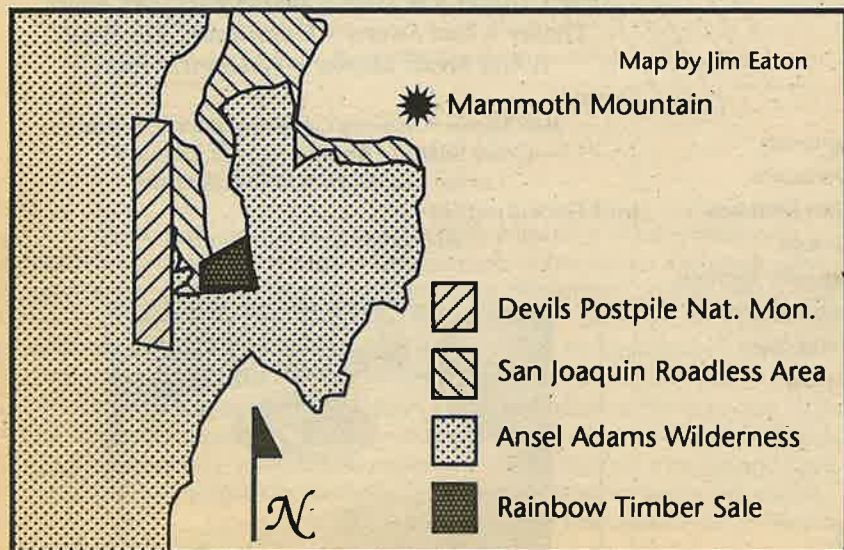 Map by Jim Eaton
Mammoth Mountain
Devils Postpile Nat. Mon.
San Joaquin Roadless Area
Ansel Adams Wilderness
Rainbow Timber Sale
N